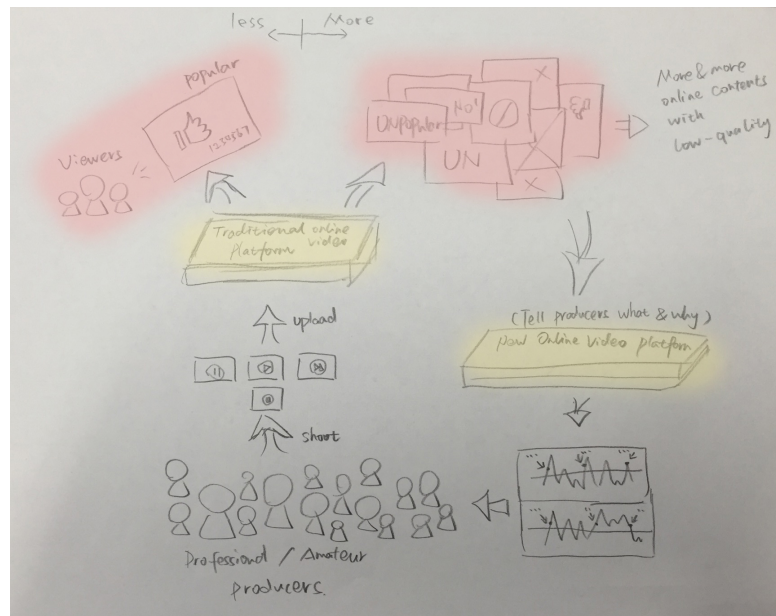 less More
popular
1234567
Viewers
UNPopular
NO!
UN
X
X
More & more
online contents
with
low-quality
Traditional online
Platform video
(Tell producers what & why)
New Online Video platform
upload
shoot
Professional / Amateur
producers.